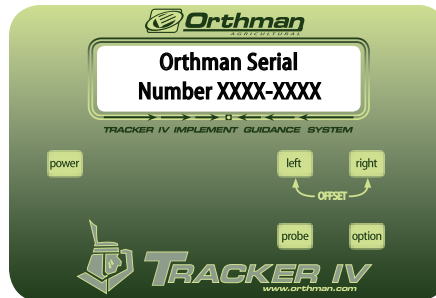 Orthman
AGRICULTURAL
Orthman Serial
Number XXXX-XXXX
TRACKER IV IMPLEMENT GUIDANCE SYSTEM
power
left
right
OFFSET
probe
option
TRACKER IV
www.orthman.com